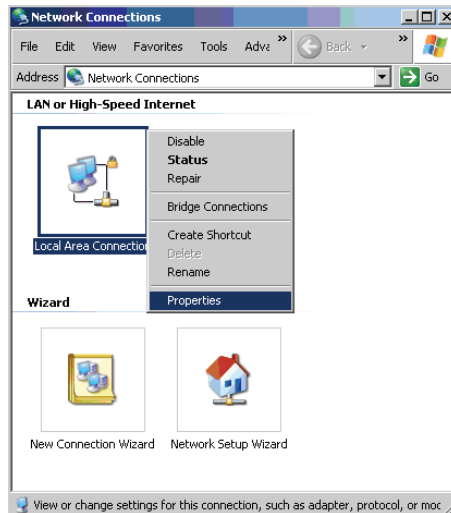 Network Connections
File Edit View Favorites Tools Adva » Back »
Address Network Connections Go
LAN or High-Speed Internet
Disable
Status
Repair
Bridge Connections
Create Shortcut
Local Area Connection
Delete
Rename
Properties
Wizard
New Connection Wizard Network Setup Wizard
View or change settings for this connection, such as adapter, protocol, or moc